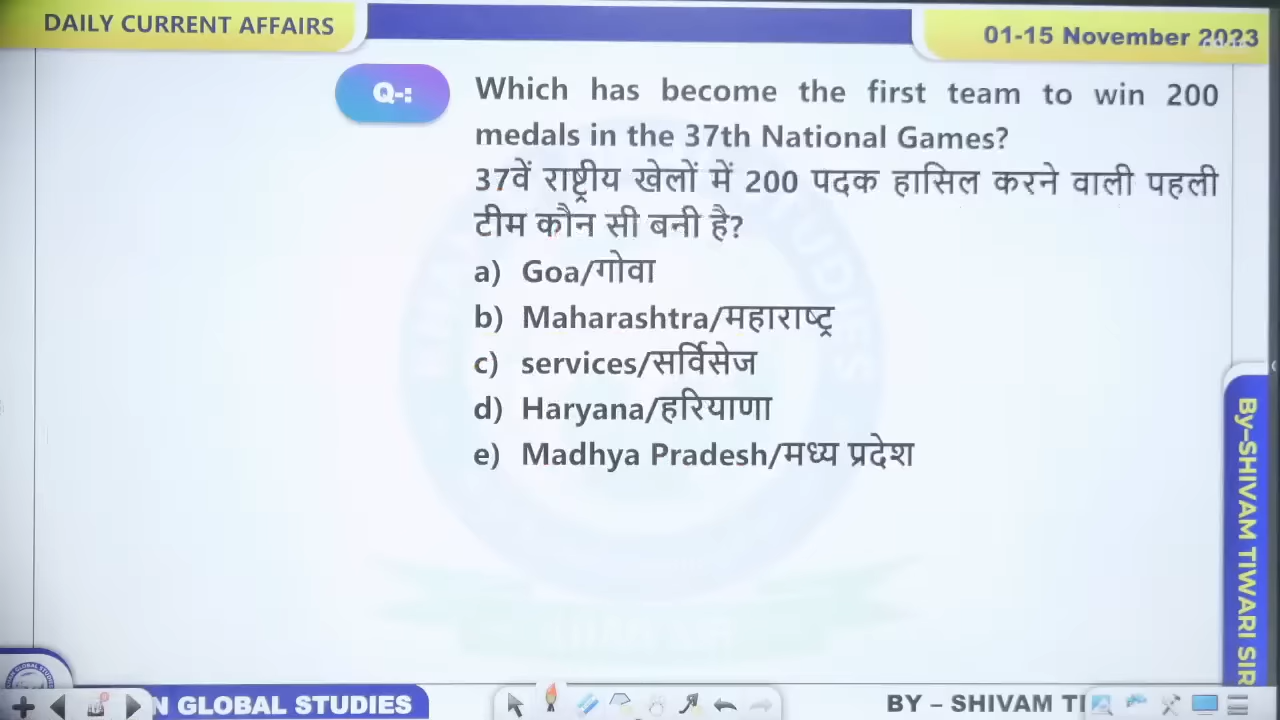 DAILY CURRENT AFFAIRS
01-15 November 2023
Q-:
Which has become the first team to win 200
medals in the 37th National Games?
37वें राष्ट्रीय खेलों में 200 पदक हासिल करने वाली पहली
टीम कौन सी बनी है?
a) Goa/गोवा
b) Maharashtra/महाराष्ट्र
c) services/सर्विसेज
d) Haryana/हरियाणा
e) Madhya Pradesh/मध्य प्रदेश
By-SHIVAM TIWARI SIR
N GLOBAL STUDIES
BY – SHIVAM TI